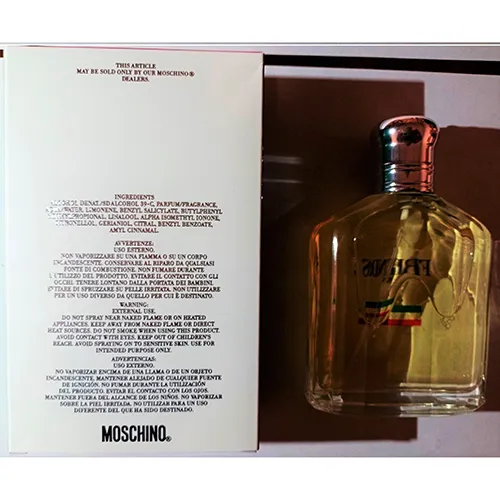 THIS ARTICLE
MAY BE SOLD ONLY BY OUR MOSCHINO®
DEALERS.
INGREDIENTS
ALCOHOL DENAT./SD ALCOHOL 39-C, PARFUM/FRAGRANCE,
LIMONENE, BENZYL SALICYLATE, BUTYLPHENYL
LINALOOL, ALPHA ISOMETHYL IONONE,
GERANIOL, CITRAL, BENZYL BENZOATE,
AMYL CINNAMAL.
AVVERTENZE:
USO ESTERNO.
NON VAPORIZZARE SU UNA FIAMMA O SU UN CORPO
INCANDESCENTE. CONSERVARE AL RIPARO DA QUALSIASI
FONTE DI COMBUSTIONE. NON FUMARE DURANTE
L'UTILIZZO DEL PRODOTTO. EVITARE IL CONTATTO CON GLI
OCCHI. TENERE LONTANO DALLA PORTATA DEI BAMBINI.
EVITARE DI SPRUZZARE SU PELLE IRRITATA. NON UTILIZZARE
PER UN USO DIVERSO DA QUELLO PER CUI È DESTINATO.
WARNING:
EXTERNAL USE.
DO NOT SPRAY NEAR NAKED FLAME OR ON HEATED
APPLIANCES. KEEP AWAY FROM NAKED FLAME OR DIRECT
HEAT SOURCES. DO NOT SMOKE WHILST USING PRODUCT.
AVOID CONTACT WITH EYES. KEEP OUT OF CHILDREN'S
REACH. AVOID SPRAYING ON TO SENSITIVE SKIN. USE FOR
INTENDED PURPOSE ONLY.
ADVERTENCIAS:
USO EXTERNO.
NO VAPORIZAR ENCIMA DE UNA LLAMA O DE UN OBJETO
INCANDESCENTE. MANTENER ALEJADO DE CUALQUIER FUENTE
DE IGNICIÓN. NO FUMAR DURANTE LA UTILIZACIÓN
DEL PRODUCTO. EVITAR EL CONTACTO CON LOS OJOS.
MANTENER FUERA DEL ALCANCE DE LOS NIÑOS. NO VAPORIZAR
SOBRE LA PIEL IRRITADA. NO UTILIZAR PARA UN USO
DIFERENTE DEL QUE HA SIDO DESTINADO.
MOSCHINO®